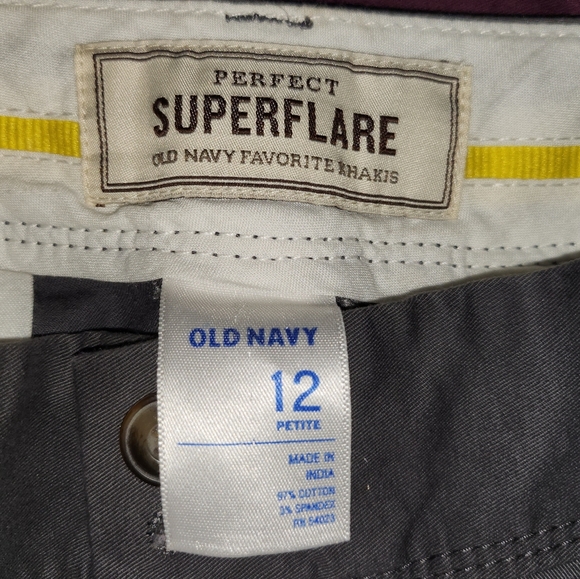 PERFECT
SUPERFLARE
OLD NAVY FAVORITE KHAKIS
OLD NAVY
12
PETITE
MADE IN
INDIA
97% COTTON
3% SPANDEX
RN 54023